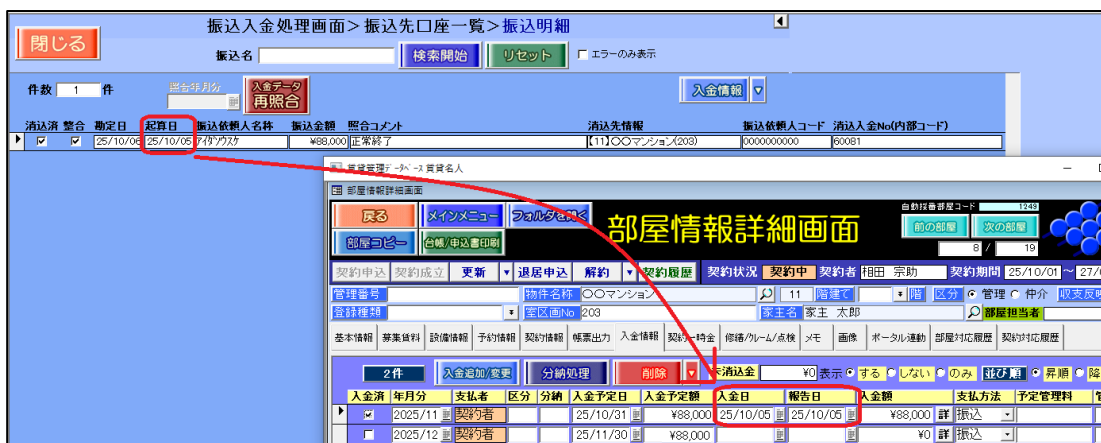 振込入金処理画面＞振込先口座一覧＞振込明細
閉じる
振込名 検索開始 リセット エラーのみ表示
件数 1 件 照合年月分 入金データ再照合 入金情報
消込済 整合 勘定日 起算日 振込依頼人名称 振込金額 照合コメント 消込先情報 振込依頼人コード 消込入金No(内部コード)
25/10/06 25/10/05 ｱｲﾀﾞｿｳｽｹ ¥88,000 正常終了 【11】〇〇マンション(203) 0000000000 60081
賃貸管理ﾃﾞｰﾀﾍﾞｰｽ 賃貸名人
部屋情報詳細画面
戻る メインメニュー フォルダを開く 部屋情報詳細画面 自動採番部屋コード 1249
前の部屋 次の部屋
部屋コピー 台帳/申込書印刷 8 / 19
契約申込 契約成立 更新 退居申込 解約 契約履歴 契約状況 契約中 契約者 相田 宗助 契約期間 25/10/01 ～ 27/
管理番号 物件名称 〇〇マンション 11 階建て 階 区分 管理 仲介 収支反
登録種類 室区画No 203 家主名 家主 太郎 部屋担当者
基本情報 募集賃料 設備情報 予約情報 契約情報 帳票出力 入金情報 契約一時金 修繕/ｸﾚｰﾑ/点検 メモ 画像 ポータル連動 部屋対応履歴 契約対応履歴
2件 入金追加/変更 分納処理 削除 未消込金 ¥0 表示 する しない のみ 並び順 昇順 降
入金済 年月分 支払者 区分 分納 入金予定日 入金予定額 入金日 報告日 入金額 支払方法 予定管理料
2025/11 契約者 25/10/31 ¥88,000 25/10/05 25/10/05 ¥88,000 詳 振込
2025/12 契約者 25/11/30 ¥88,000 ¥0 詳 振込